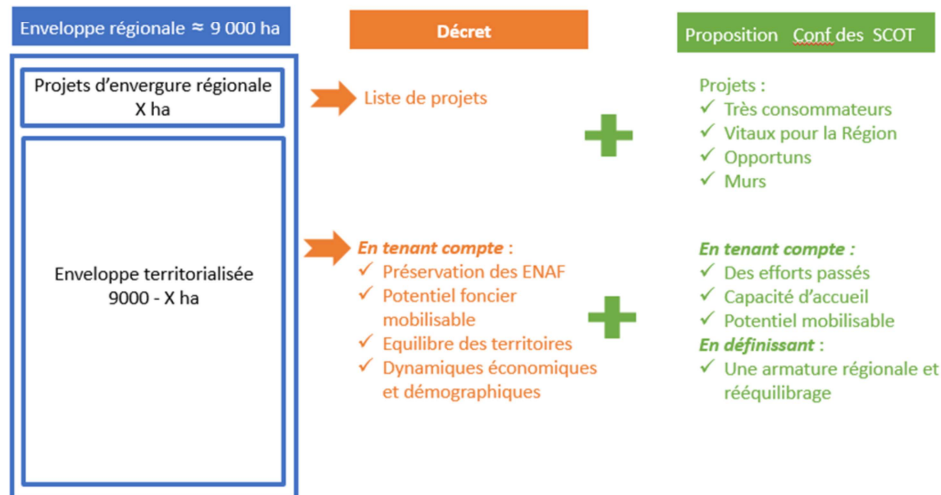 Enveloppe régionale ≈ 9 000 ha
Projets d'envergure régionale
X ha
Enveloppe territorialisée
9000 - X ha
Décret
Liste de projets
En tenant compte :
✓ Préservation des ENAF
✓ Potentiel foncier
mobilisable
✓ Equilibre des territoires
✓ Dynamiques économiques
et démographiques
Proposition Conf des SCOT
Projets :
✓ Très consommateurs
✓ Vitaux pour la Région
✓ Opportuns
✓ Murs
En tenant compte :
✓ Des efforts passés
✓ Capacité d'accueil
✓ Potentiel mobilisable
En définissant :
✓ Une armature régionale et
rééquilibrage